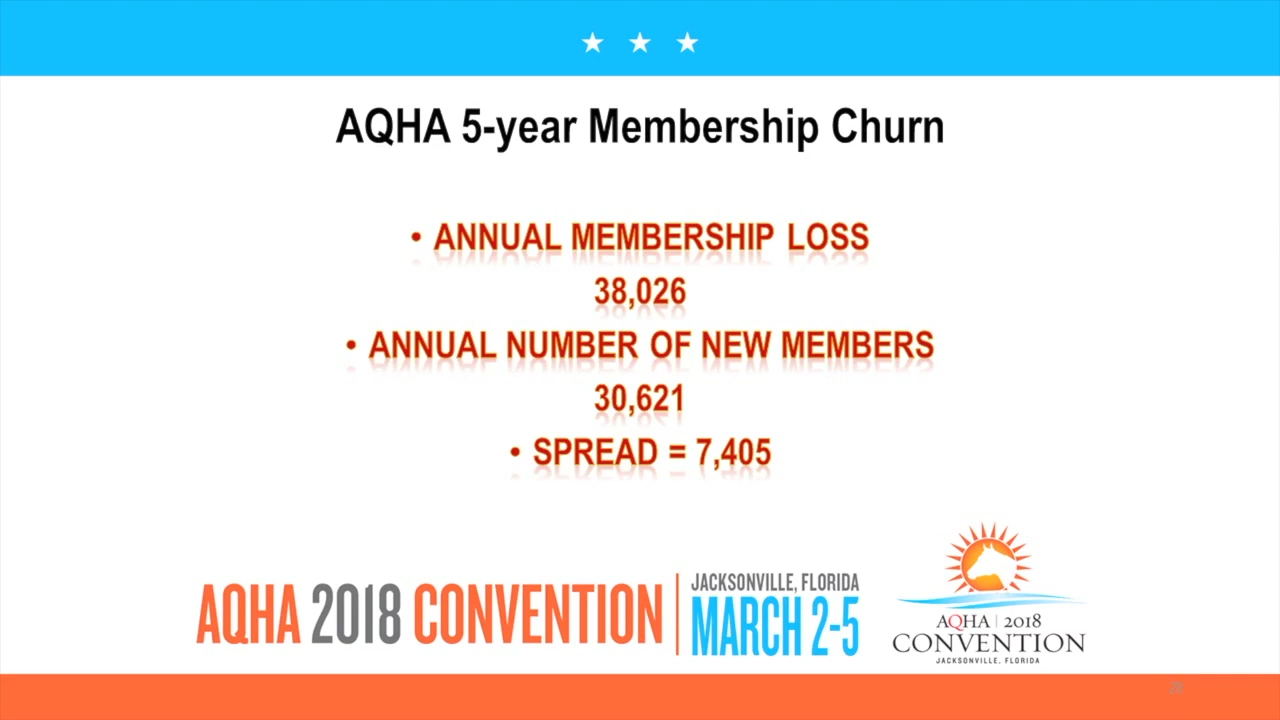 AQHA 5-year Membership Churn
• ANNUAL MEMBERSHIP LOSS
38,026
• ANNUAL NUMBER OF NEW MEMBERS
30,621
• SPREAD = 7,405
AQHA 2018 CONVENTION
JACKSONVILLE, FLORIDA
MARCH 2-5
AQHA | 2018
CONVENTION
JACKSONVILLE, FLORIDA